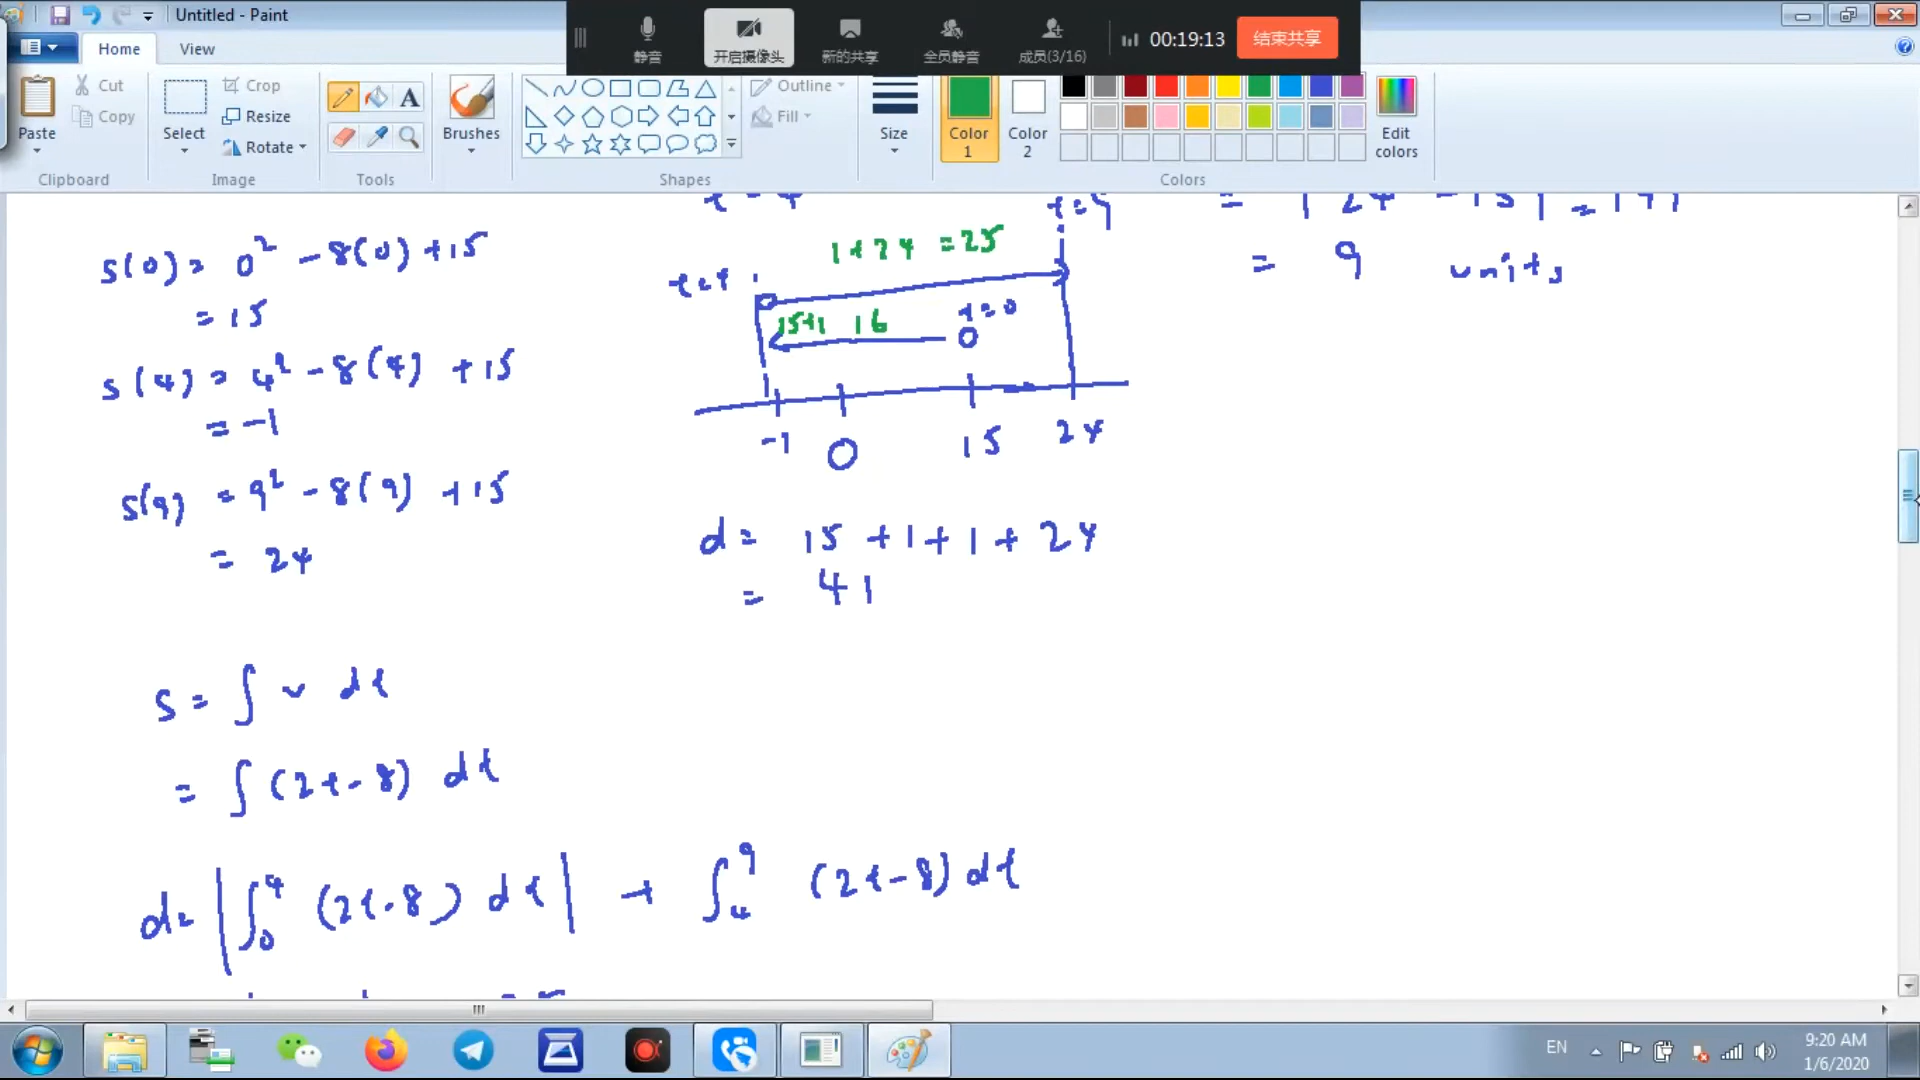 Untitled - Paint
静音
开启摄像头
新的共享
全员静音
成员(3/16)
00:19:13
结束共享
Home
View
Paste
Cut
Copy
Clipboard
Select
Crop
Resize
Rotate
Image
Tools
Brushes
Outline
Fill
Shapes
Size
Color 1
Color 2
Edit colors
Colors
s(0) = 0² - 8(0) + 15
= 15
s(4) = 4² - 8(4) + 15
= -1
s(9) = 9² - 8(9) + 15
= 24
t=4
t=9
1 + 24 = 25
t=4
15+1 16
t=0
-1 0 15 24
d = 15 + 1 + 1 + 24
= 41
= | 24 - 15 | = | 9 |
= 9 units
s = ∫ v dt
= ∫ (2t - 8) dt
d = | ∫₀⁴ (2t - 8) dt | + ∫₄⁹ (2t - 8) dt
EN
9:20 AM
1/6/2020